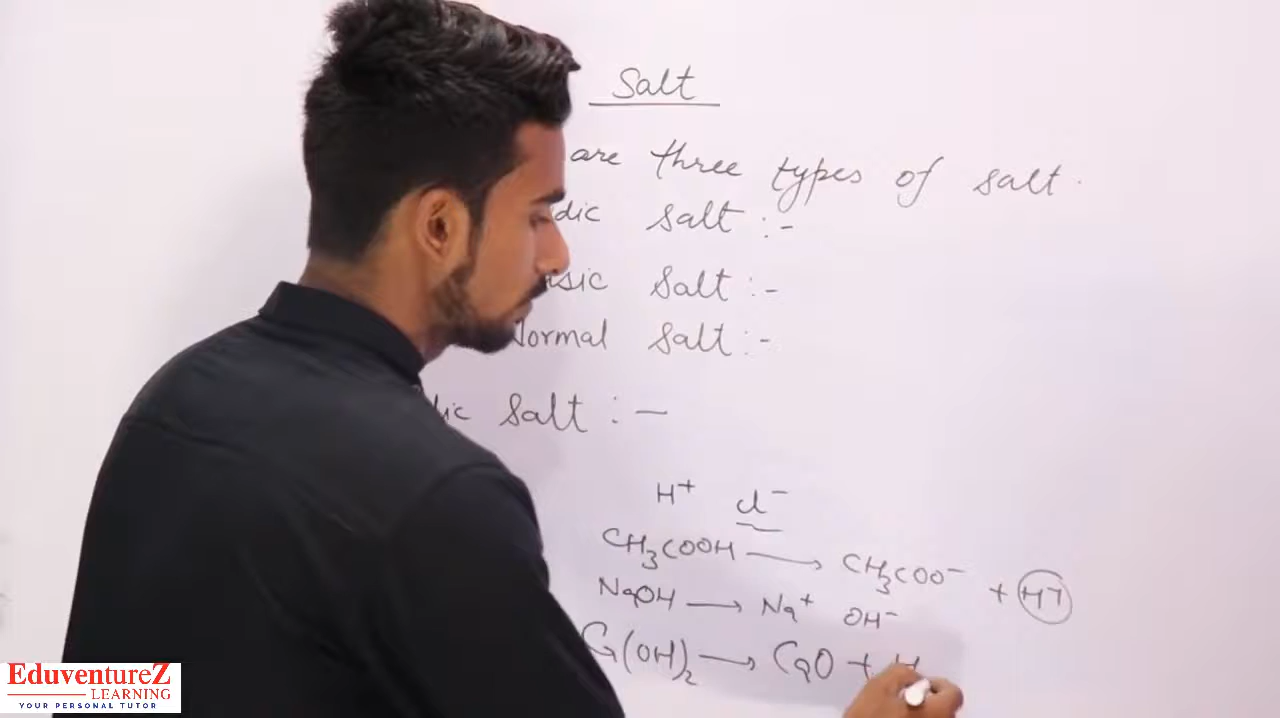 Salt
are three types of salt.
dic salt :-
sic salt :-
Normal salt :-
dic Salt :-
H+ Cl-
CH3COOH → CH3COO- + H+
NaOH → Na+ OH-
(OH)2 → CaO + H
EduventureZ
LEARNING
YOUR PERSONAL TUTOR